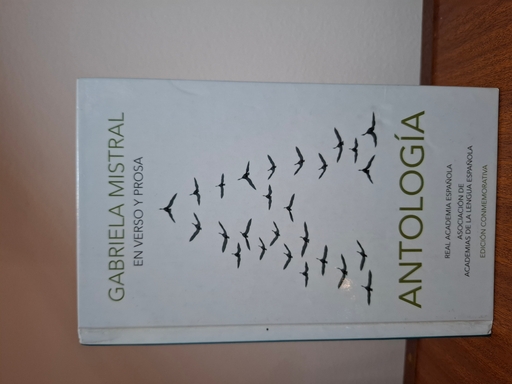 GABRIELA MISTRAL
EN VERSO Y PROSA
ANTOLOGÍA
REAL ACADEMIA ESPAÑOLA
ASOCIACIÓN DE
ACADEMIAS DE LA LENGUA ESPAÑOLA
EDICIÓN CONMEMORATIVA